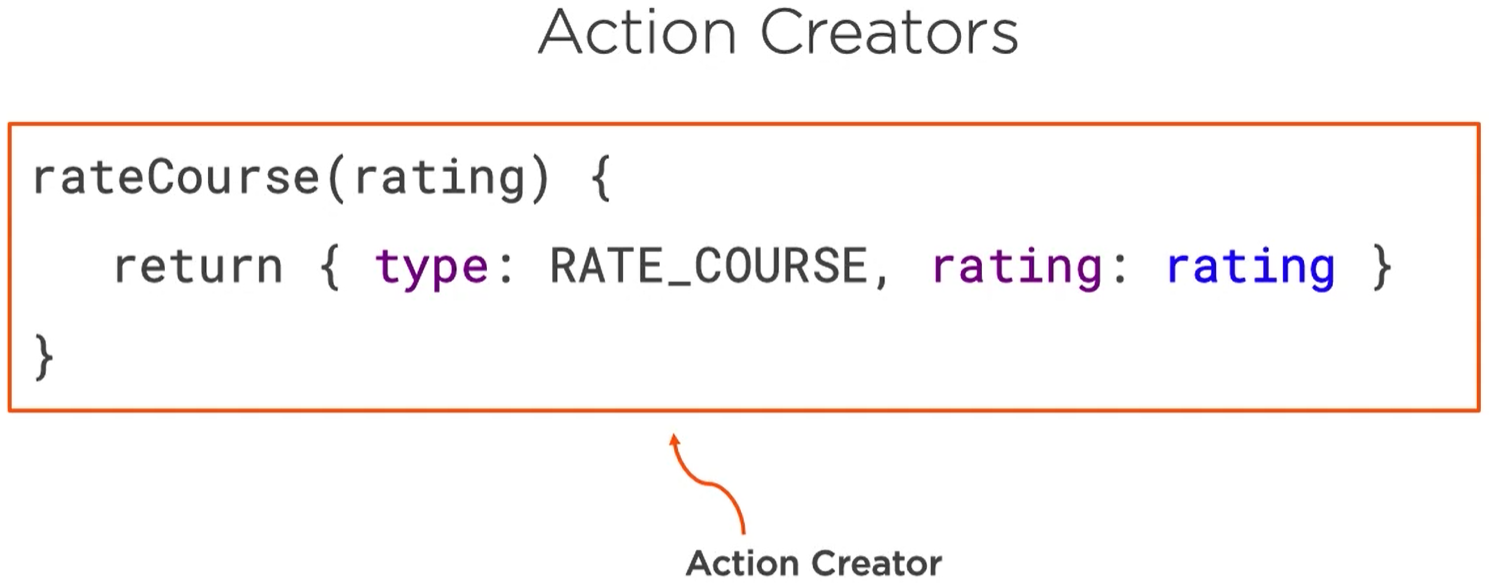 Action Creators
rateCourse(rating) {
return { type: RATE_COURSE, rating: rating }
}
Action Creator